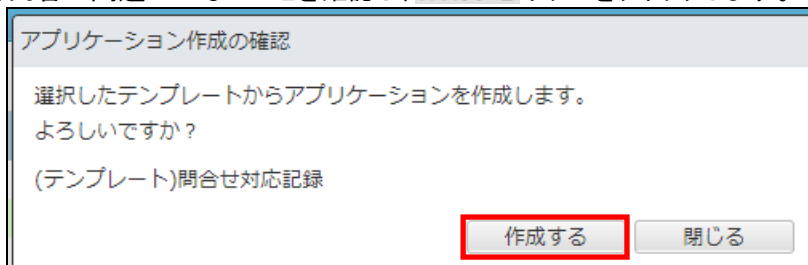 アプリケーション作成の確認
選択したテンプレートからアプリケーションを作成します。
よろしいですか？
(テンプレート)問合せ対応記録
作成する 閉じる